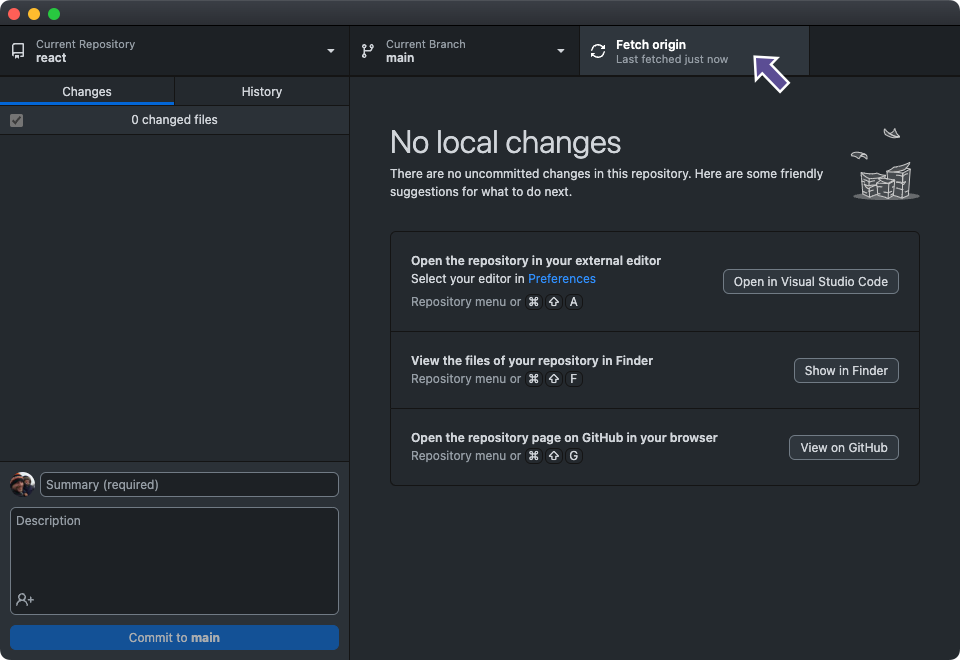 Current Repository
react
Current Branch
main
Fetch origin
Last fetched just now
Changes
History
0 changed files
No local changes
There are no uncommitted changes in this repository. Here are some friendly
suggestions for what to do next.
Open the repository in your external editor
Select your editor in Preferences
Repository menu or ⌘ ⇧ A
Open in Visual Studio Code
View the files of your repository in Finder
Repository menu or ⌘ ⇧ F
Show in Finder
Open the repository page on GitHub in your browser
Repository menu or ⌘ ⇧ G
View on GitHub
Summary (required)
Description
Commit to main